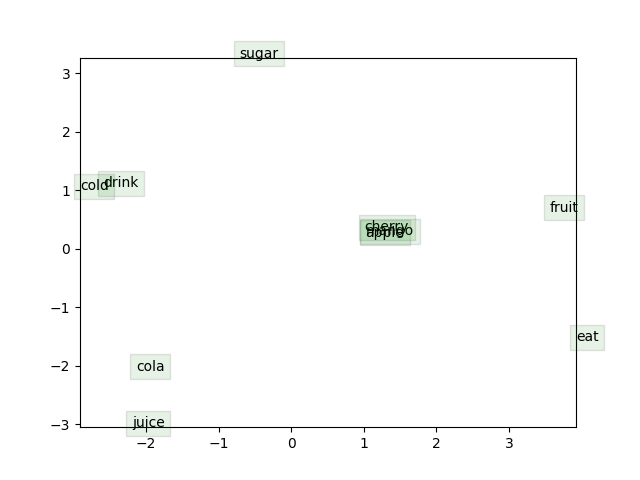 sugar
3
2
cold drink
1
fruit
cherry
mango
apple
0
−1
eat
cola
−2
juice
−3
−2 −1 0 1 2 3